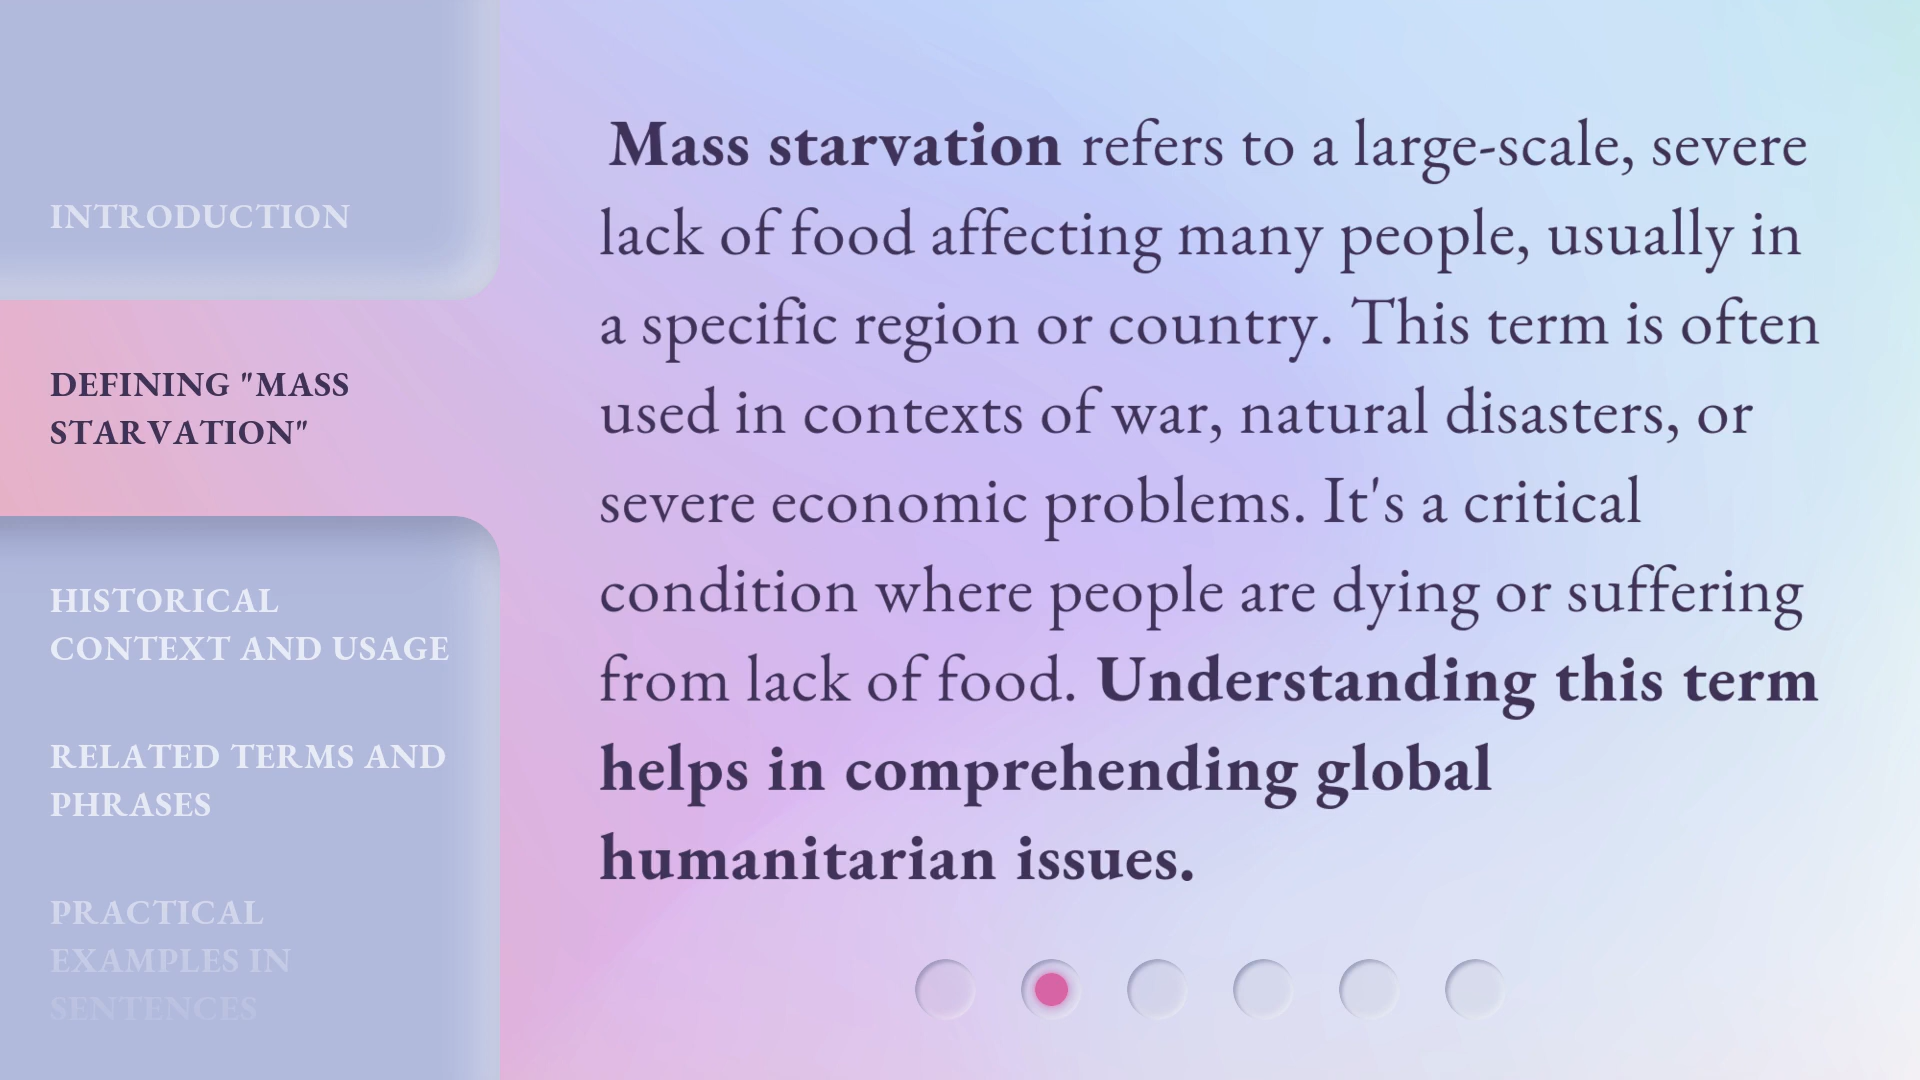 INTRODUCTION
DEFINING "MASS
STARVATION"
HISTORICAL
CONTEXT AND USAGE
RELATED TERMS AND
PHRASES
PRACTICAL
EXAMPLES IN
SENTENCES
Mass starvation refers to a large-scale, severe
lack of food affecting many people, usually in
a specific region or country. This term is often
used in contexts of war, natural disasters, or
severe economic problems. It's a critical
condition where people are dying or suffering
from lack of food. Understanding this term
helps in comprehending global
humanitarian issues.